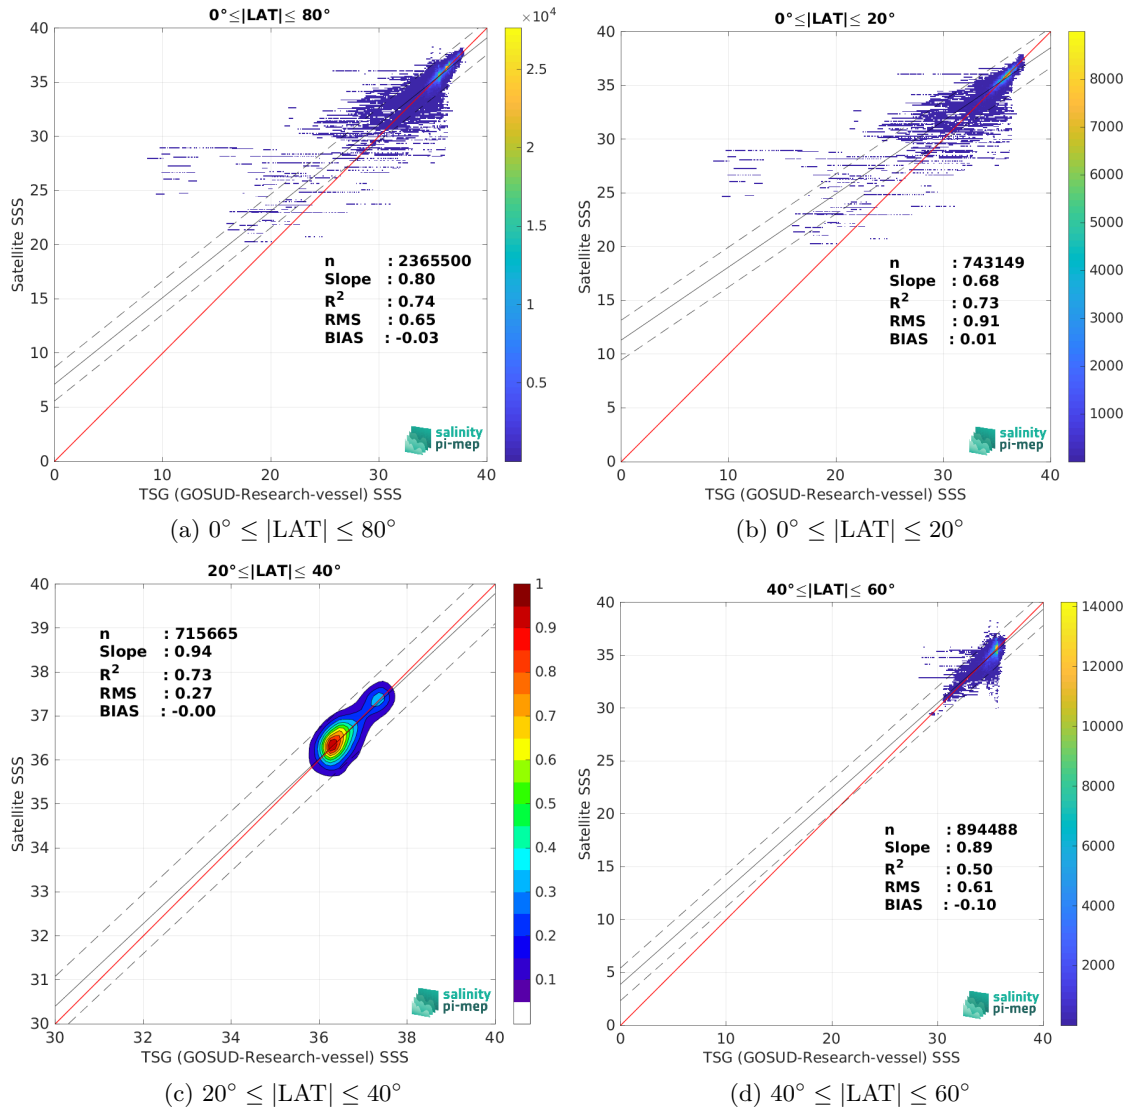 0°≤|LAT|≤ 80°
×10⁴
40
35
30
25
20
15
10
5
0
Satellite SSS
n : 2365500
Slope : 0.80
R² : 0.74
RMS : 0.65
BIAS : -0.03
salinity
pi-mep
0 10 20 30 40
TSG (GOSUD-Research-vessel) SSS
2.5
2
1.5
1
0.5
(a) 0° ≤ |LAT| ≤ 80°
0°≤|LAT|≤ 20°
40
35
30
25
20
15
10
5
0
Satellite SSS
n : 743149
Slope : 0.68
R² : 0.73
RMS : 0.91
BIAS : 0.01
salinity
pi-mep
0 10 20 30 40
TSG (GOSUD-Research-vessel) SSS
8000
7000
6000
5000
4000
3000
2000
1000
(b) 0° ≤ |LAT| ≤ 20°
20°≤|LAT|≤ 40°
40
39
38
37
36
35
34
33
32
31
30
Satellite SSS
n : 715665
Slope : 0.94
R² : 0.73
RMS : 0.27
BIAS : -0.00
salinity
pi-mep
30 32 34 36 38 40
TSG (GOSUD-Research-vessel) SSS
1
0.9
0.8
0.7
0.6
0.5
0.4
0.3
0.2
0.1
(c) 20° ≤ |LAT| ≤ 40°
40°≤|LAT|≤ 60°
40
35
30
25
20
15
10
5
0
Satellite SSS
n : 894488
Slope : 0.89
R² : 0.50
RMS : 0.61
BIAS : -0.10
salinity
pi-mep
0 10 20 30 40
TSG (GOSUD-Research-vessel) SSS
14000
12000
10000
8000
6000
4000
2000
(d) 40° ≤ |LAT| ≤ 60°